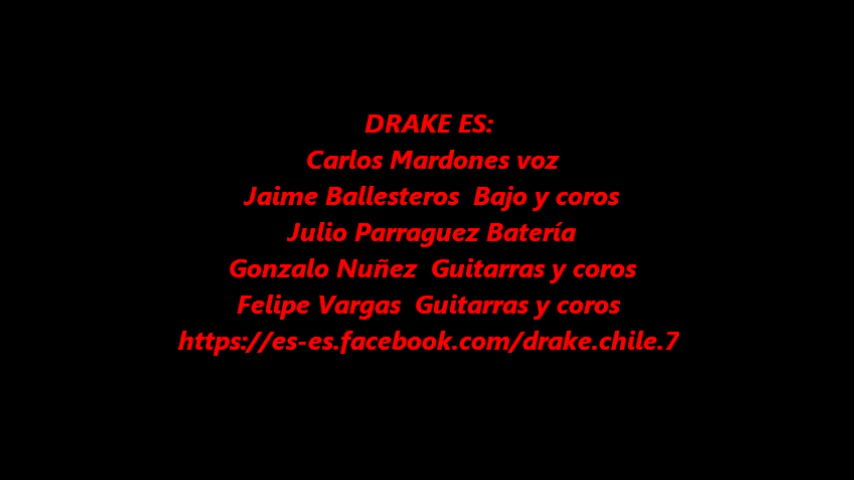 DRAKE ES:
Carlos Mardones voz
Jaime Ballesteros  Bajo y coros
Julio Parraguez Batería
Gonzalo Nuñez  Guitarras y coros
Felipe Vargas  Guitarras y coros
https://es-es.facebook.com/drake.chile.7